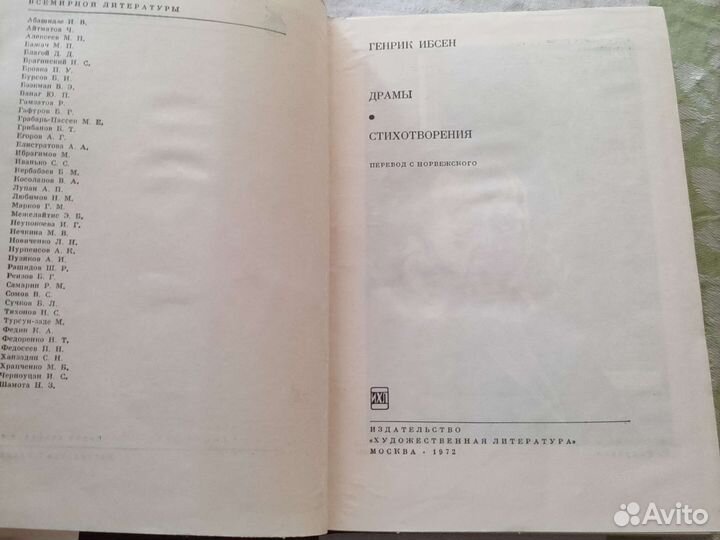 ВСЕМИРНОЙ ЛИТЕРАТУРЫ
Абашидзе И. В.
Айтматов Ч.
Алексеев М. П.
Бажан М. П.
Благой Д. Д.
Брагинский И. С.
Бровка П. У.
Бурсов Б. И.
Бээкман В. Э.
Ванаг Ю. П.
Гамзатов Р.
Гафуров Б. Г.
Грабарь-Пассек М. Е.
Грибанов Б. Т.
Егоров А. Г.
Елистратова А. А.
Ибрагимов М.
Иванько С. С.
Кербабаев Б. М.
Косолапов В. А.
Лупан А. П.
Любимов Н. М.
Марков Г. М.
Межелайтис Э. Б.
Неупокоева И. Г.
Нечкина М. В.
Новиченко Л. Н.
Нурпеисов А. К.
Пузиков А. И.
Рашидов Ш. Р.
Реизов Б. Г.
Самарин Р. М.
Сомов В. С.
Сучков Б. Л.
Тихонов Н. С.
Турсун-заде М.
Федин К. А.
Федоренко Н. Т.
Федосеев П. Н.
Ханзадян С. Н.
Храпченко М. Б.
Черноуцан И. С.
Шамота Н. З.
ГЕНРИК ИБСЕН
ДРАМЫ
•
СТИХОТВОРЕНИЯ
ПЕРЕВОД С НОРВЕЖСКОГО
ИХЛ
ИЗДАТЕЛЬСТВО
«ХУДОЖЕСТВЕННАЯ ЛИТЕРАТУРА»
МОСКВА · 1972
Avito